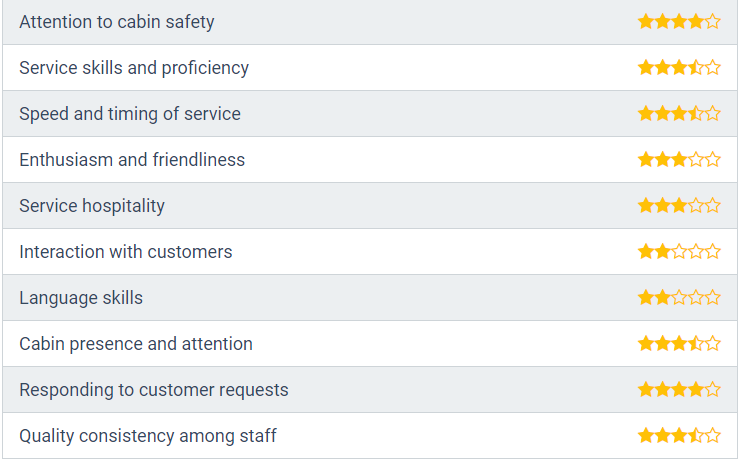 Attention to cabin safety
Service skills and proficiency
Speed and timing of service
Enthusiasm and friendliness
Service hospitality
Interaction with customers
Language skills
Cabin presence and attention
Responding to customer requests
Quality consistency among staff